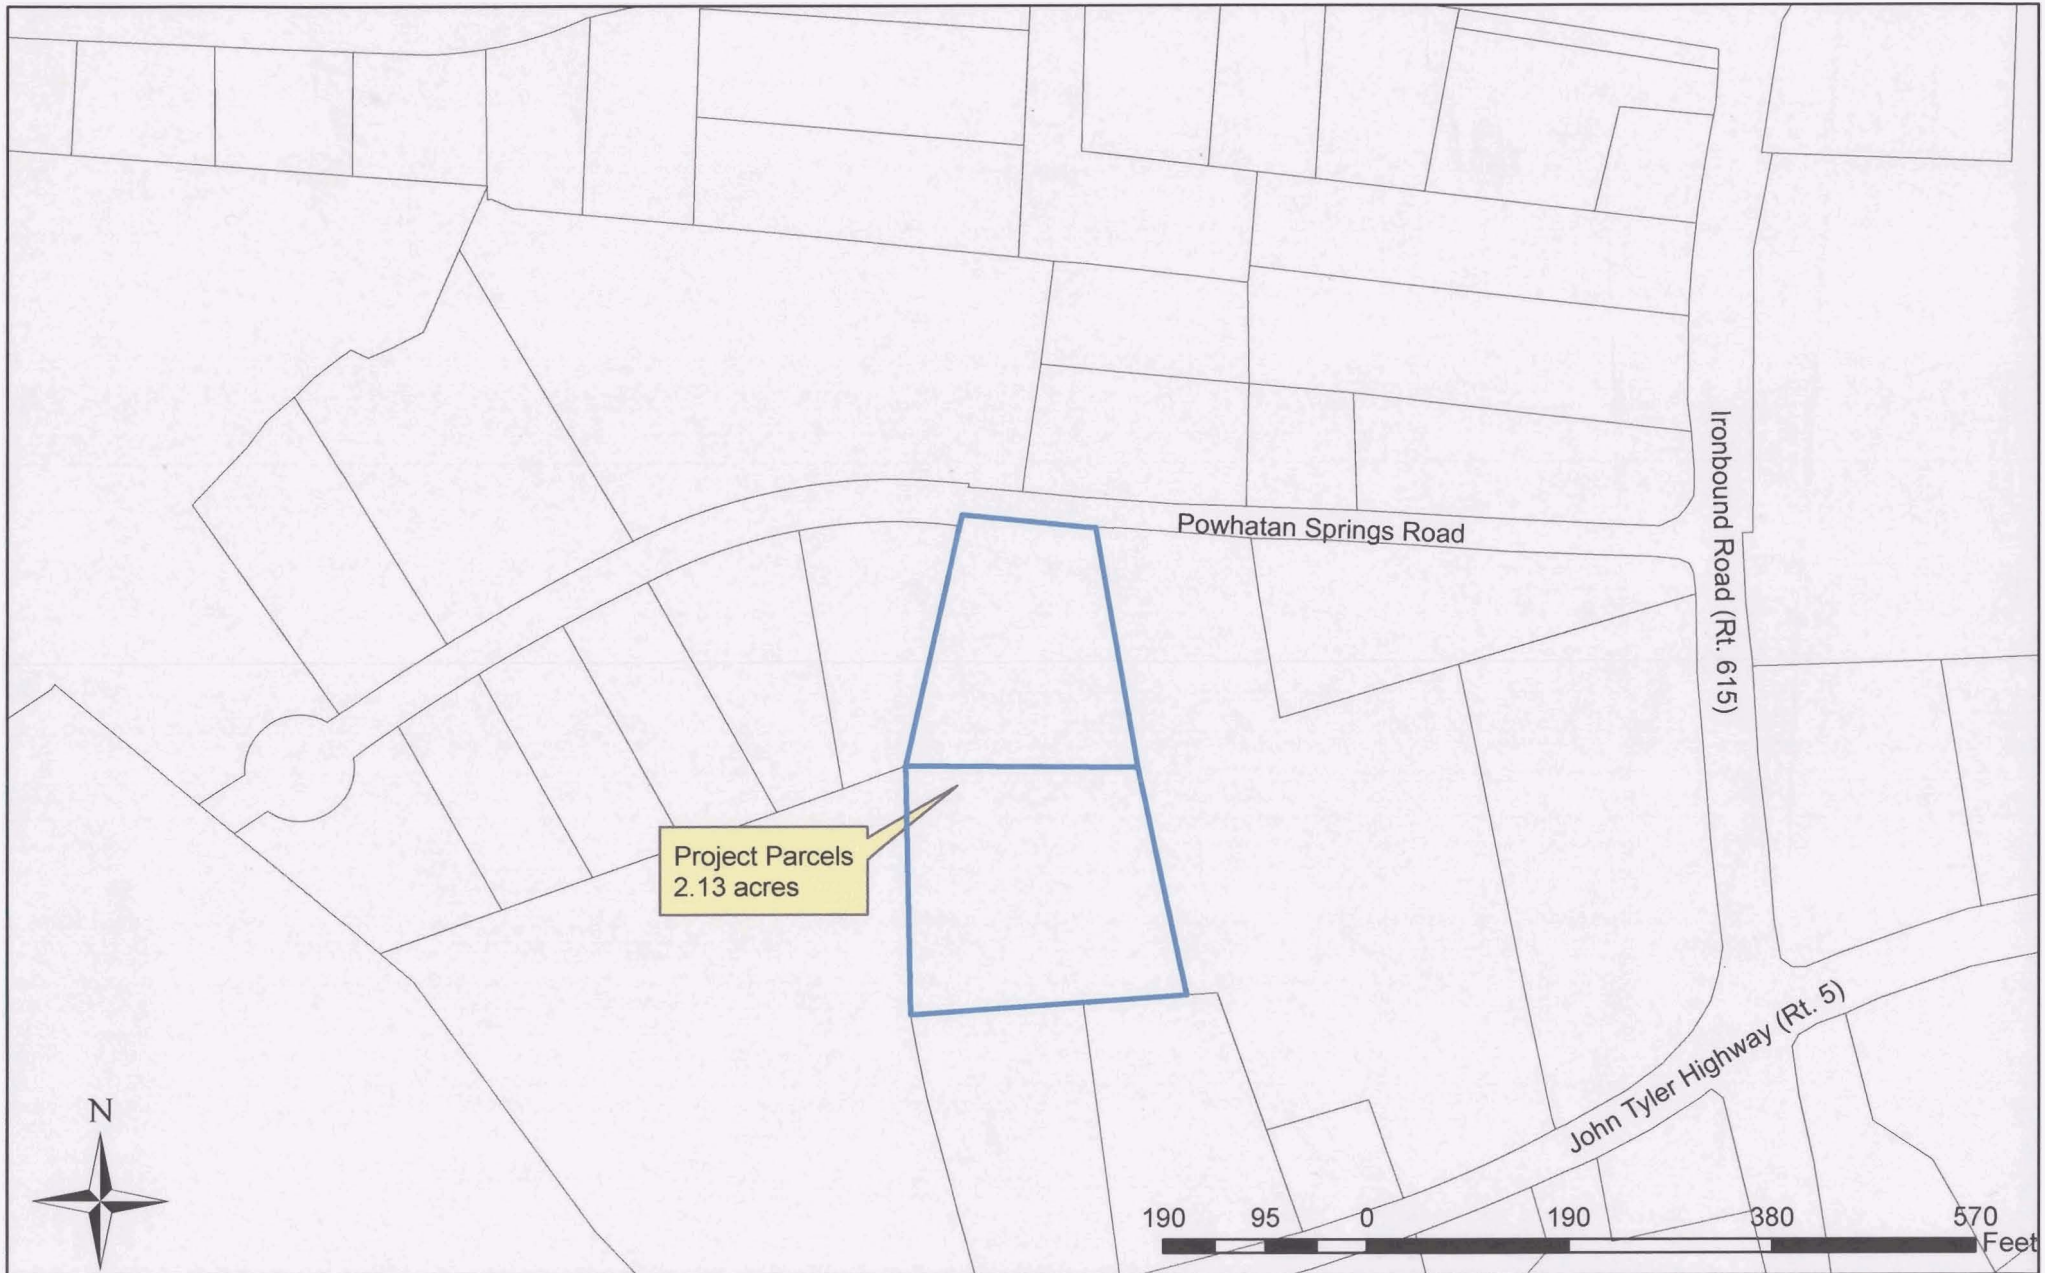 Powhatan Springs Road
Ironbound Road (Rt. 615)
Project Parcels
2.13 acres
John Tyler Highway (Rt. 5)
N
190 95 0 190 380 570
Feet